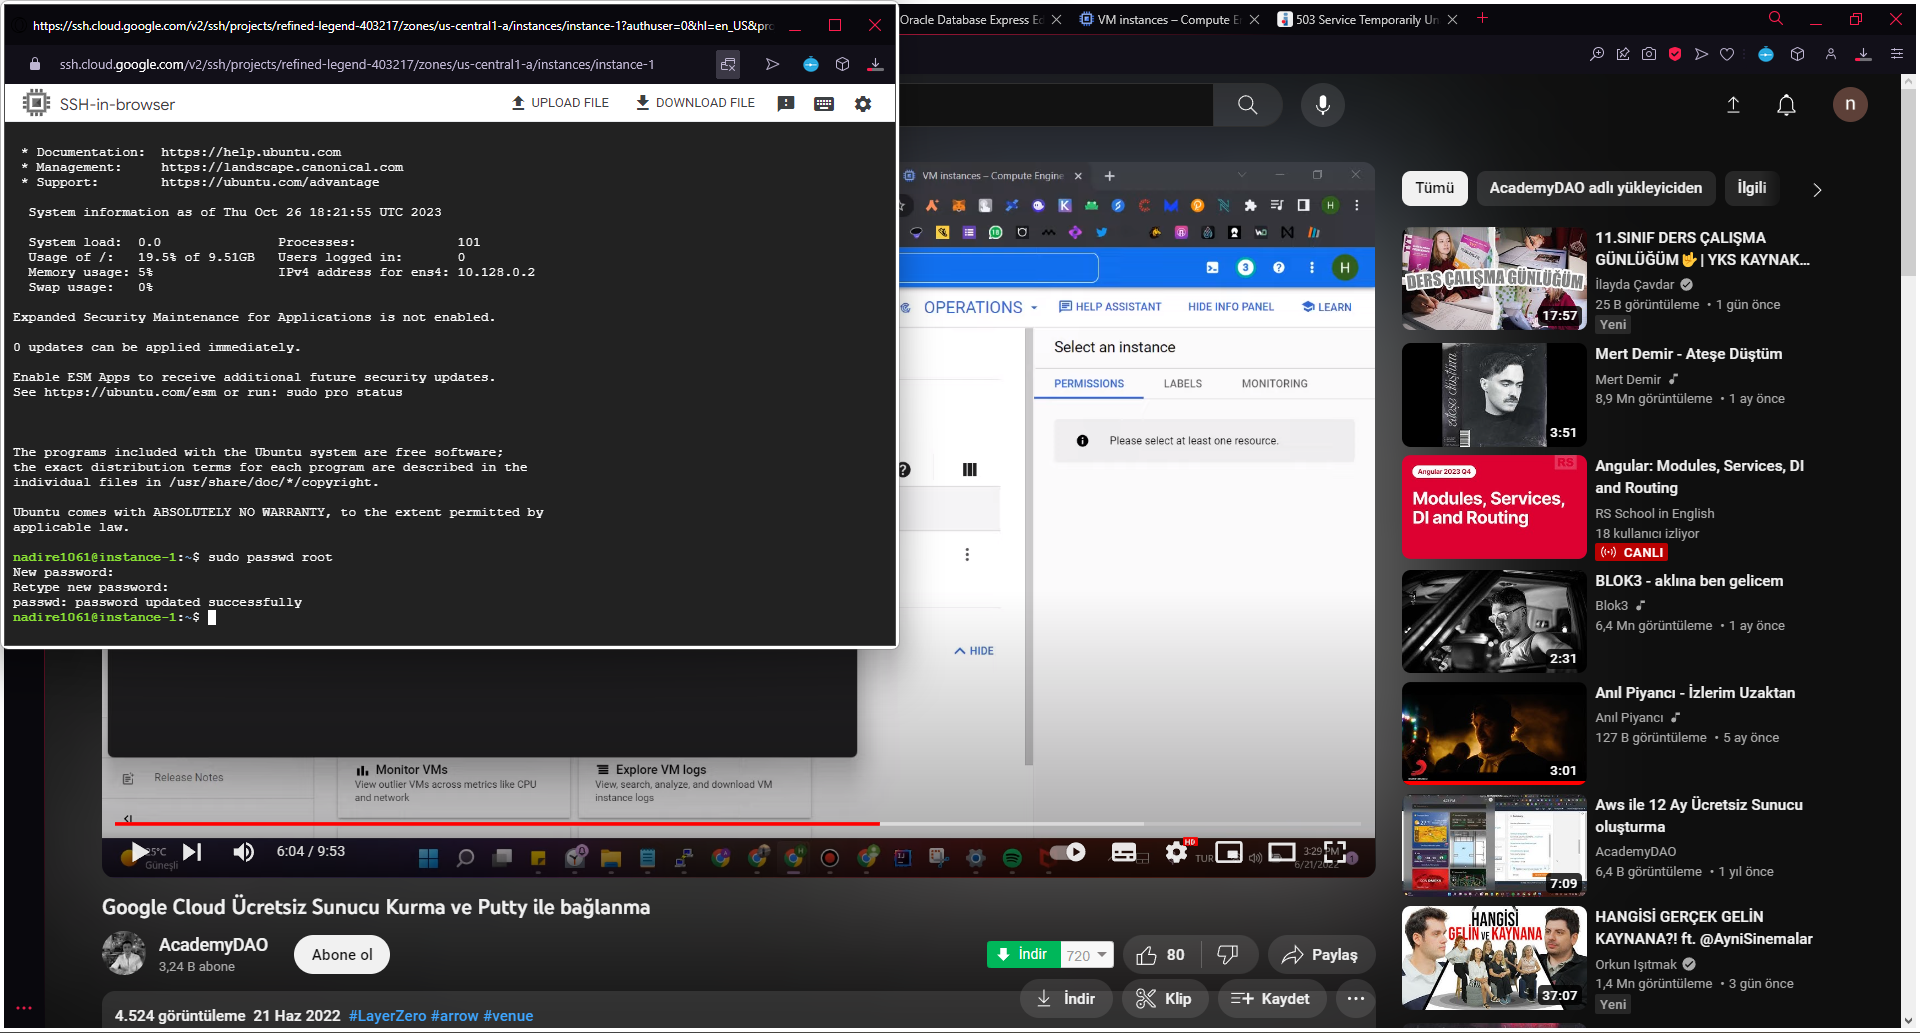 https://ssh.cloud.google.com/v2/ssh/projects/refined-legend-403217/zones/us-central1-a/instances/instance-1?authuser=0&hl=en_US&pro
Oracle Database Express Ed
VM instances – Compute E
503 Service Temporarily Un
ssh.cloud.google.com/v2/ssh/projects/refined-legend-403217/zones/us-central1-a/instances/instance-1
SSH-in-browser
UPLOAD FILE
DOWNLOAD FILE
* Documentation:  https://help.ubuntu.com
* Management:     https://landscape.canonical.com
* Support:        https://ubuntu.com/advantage
System information as of Thu Oct 26 18:21:55 UTC 2023
System load:  0.0               Processes:             101
Usage of /:   19.5% of 9.51GB   Users logged in:       0
Memory usage: 5%                IPv4 address for ens4: 10.128.0.2
Swap usage:   0%
Expanded Security Maintenance for Applications is not enabled.
0 updates can be applied immediately.
Enable ESM Apps to receive additional future security updates.
See https://ubuntu.com/esm or run: sudo pro status
The programs included with the Ubuntu system are free software;
the exact distribution terms for each program are described in the
individual files in /usr/share/doc/*/copyright.
Ubuntu comes with ABSOLUTELY NO WARRANTY, to the extent permitted by
applicable law.
nadire1061@instance-1:~$ sudo passwd root
New password:
Retype new password:
passwd: password updated successfully
nadire1061@instance-1:~$
n
VM instances – Compute Engine
H
3
H
OPERATIONS
HELP ASSISTANT
HIDE INFO PANEL
LEARN
Select an instance
PERMISSIONS
LABELS
MONITORING
Please select at least one resource.
HIDE
Release Notes
Monitor VMs
View outlier VMs across metrics like CPU
and network
Explore VM logs
View, search, analyze, and download VM
instance logs
Güneşli
6:04 / 9:53
HD
TUR
3:29 PM
6/21/2022
Google Cloud Ücretsiz Sunucu Kurma ve Putty ile bağlanma
AcademyDAO
3,24 B abone
Abone ol
İndir
720
80
Paylaş
İndir
Klip
Kaydet
4.524 görüntüleme  21 Haz 2022  #LayerZero #arrow #venue
Tümü
AcademyDAO adlı yükleyiciden
İlgili
DERS ÇALIŞMA GÜNLÜĞÜM
17:57
11.SINIF DERS ÇALIŞMA
GÜNLÜĞÜM🖖| YKS KAYNAK...
İlayda Çavdar
25 B görüntüleme • 1 gün önce
Yeni
ateşe düştüm
3:51
Mert Demir - Ateşe Düştüm
Mert Demir
8,9 Mn görüntüleme • 1 ay önce
RS
Angular 2023 Q4
Modules, Services,
DI and Routing
Angular: Modules, Services, DI
and Routing
RS School in English
18 kullanıcı izliyor
CANLI
2:31
BLOK3 - aklına ben gelicem
Blok3
6,4 Mn görüntüleme • 1 ay önce
3:01
Anıl Piyancı - İzlerim Uzaktan
Anıl Piyancı
127 B görüntüleme • 5 ay önce
7:09
Aws ile 12 Ay Ücretsiz Sunucu
oluşturma
AcademyDAO
6,4 B görüntüleme • 1 yıl önce
HANGİSİ
GELİN VE KAYNANA
37:07
HANGİSİ GERÇEK GELİN
KAYNANA?! ft. @AyniSinemalar
Orkun Işıtmak
1,4 Mn görüntüleme • 3 gün önce
Yeni